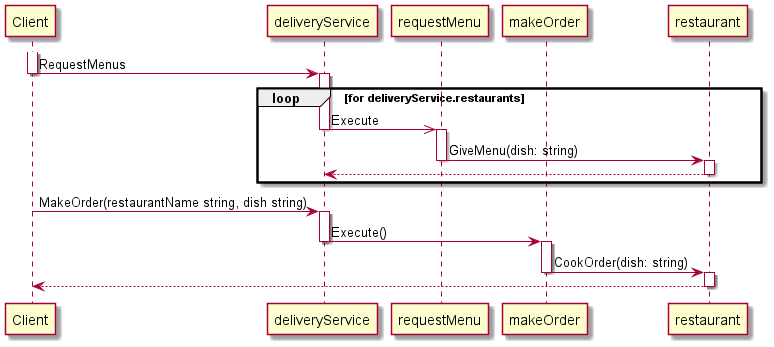 Client deliveryService requestMenu makeOrder restaurant
RequestMenus
loop [for deliveryService.restaurants]
Execute
GiveMenu(dish: string)
MakeOrder(restaurantName string, dish string)
Execute()
CookOrder(dish: string)
Client deliveryService requestMenu makeOrder restaurant